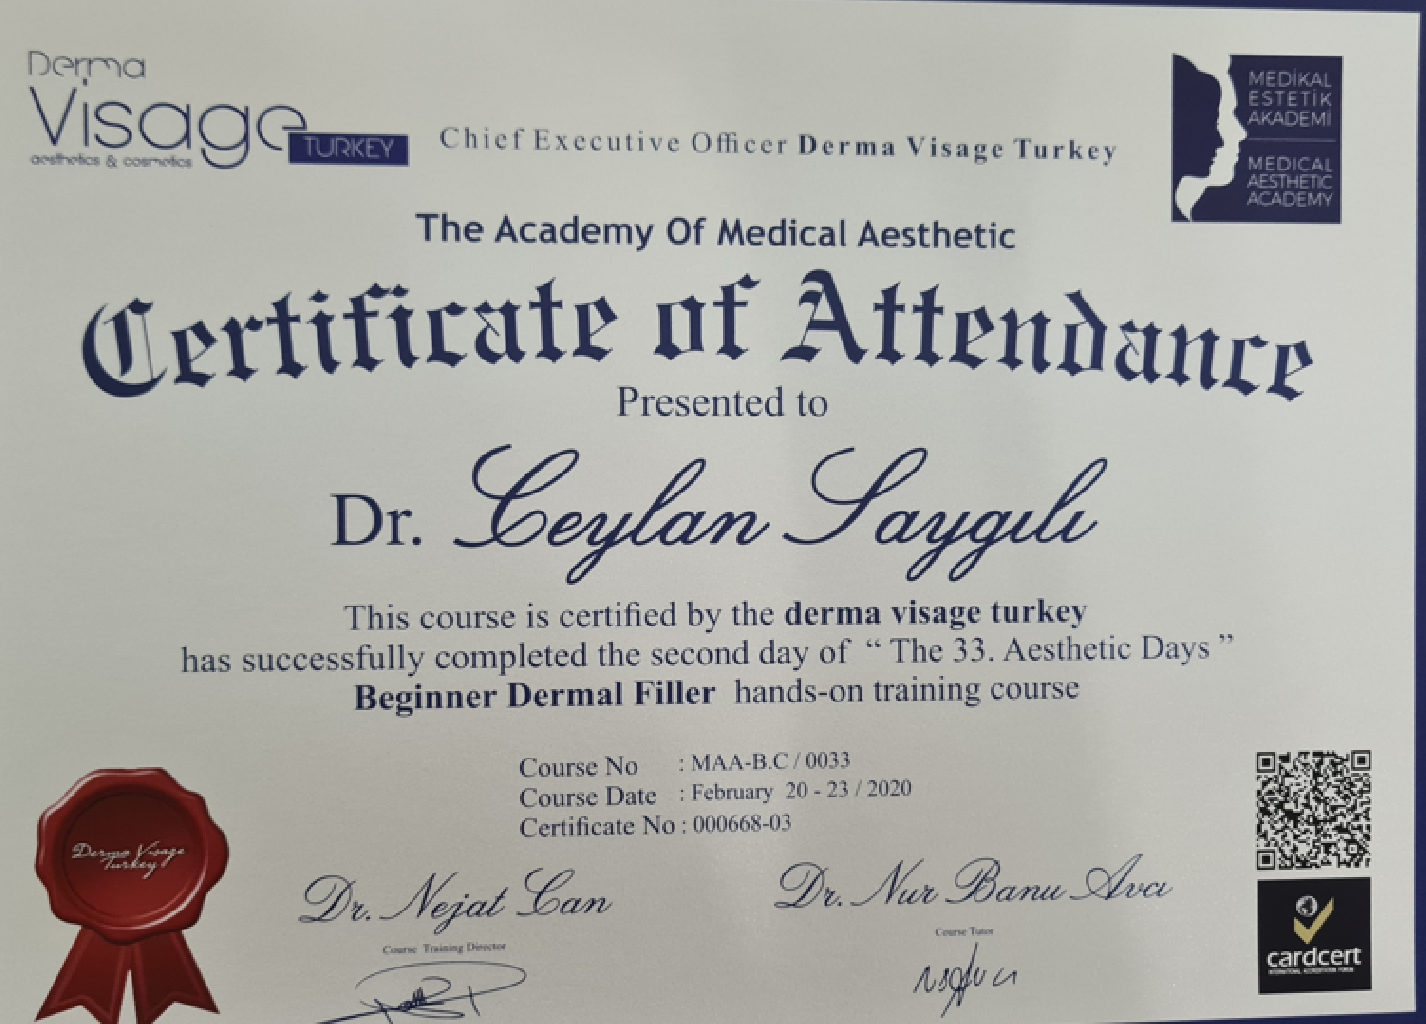 Derma
Visage
TURKEY
aesthetics & cosmetics
Chief Executive Officer Derma Visage Turkey
MEDİKAL
ESTETİK
AKADEMİ
MEDICAL
AESTHETIC
ACADEMY
The Academy Of Medical Aesthetic
Certificate of Attendance
Presented to
Dr. Ceylan Saygılı
This course is certified by the derma visage turkey
has successfully completed the second day of “ The 33. Aesthetic Days ”
Beginner Dermal Filler hands-on training course
Course No : MAA-B.C / 0033
Course Date : February 20 - 23 / 2020
Certificate No : 000668-03
Derma Visage
Turkey
Dr. Nejat Can
Course Training Director
Dr. Nur Banu Avcı
Course Tutor
cardcert
INTERNATIONAL ACCREDITATION FORUM